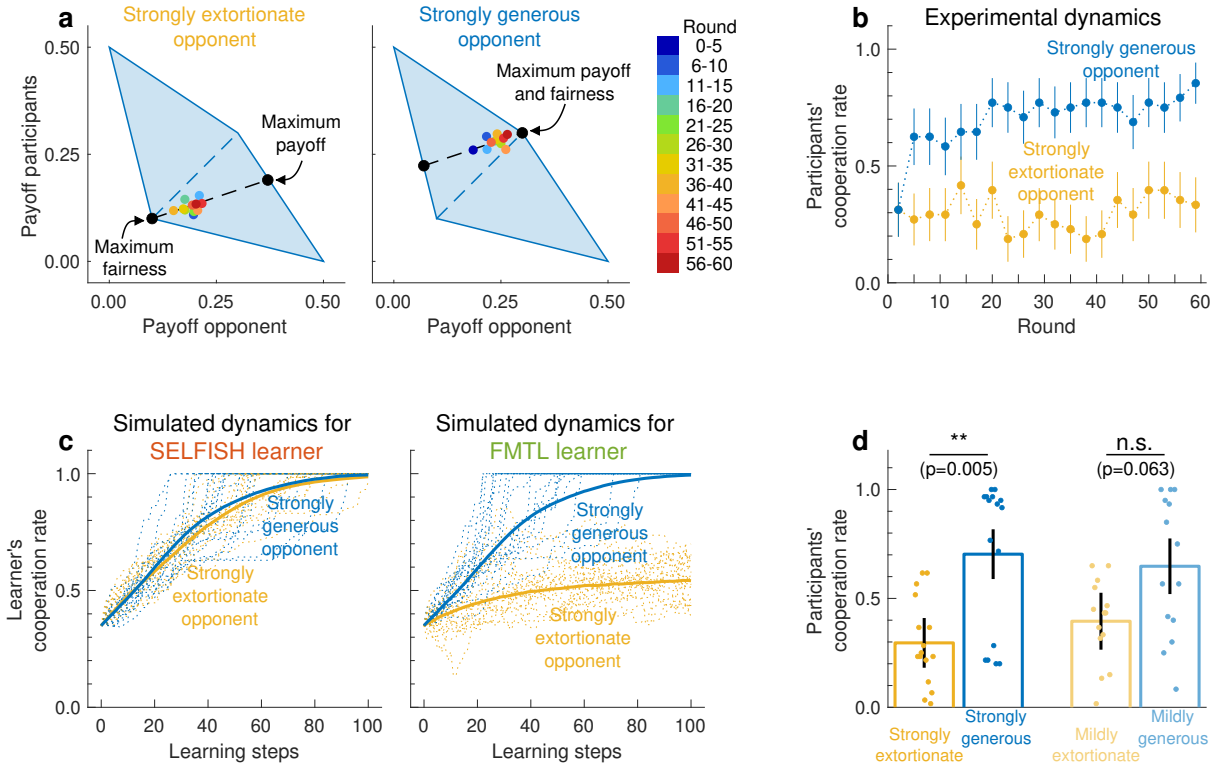 a
Strongly extortionate
opponent
Strongly generous
opponent
Round
0-5
6-10
11-15
16-20
21-25
26-30
31-35
36-40
41-45
46-50
51-55
56-60
Payoff participants
0.50
0.25
0.00
Maximum
payoff
Maximum
fairness
0.00
0.25
0.50
Payoff opponent
Maximum payoff
and fairness
0.00
0.25
0.50
Payoff opponent
b
Experimental dynamics
Strongly generous
opponent
Strongly
extortionate
opponent
Participants'
cooperation rate
1.0
0.5
0.0
0
10
20
30
40
50
60
Round
c
Simulated dynamics for
SELFISH learner
Learner's
cooperation rate
1.0
0.5
0.0
Strongly
generous
opponent
Strongly
extortionate
opponent
0
20
40
60
80
100
Learning steps
Simulated dynamics for
FMTL learner
Strongly
generous
opponent
Strongly
extortionate
opponent
0
20
40
60
80
100
Learning steps
d
**
(p=0.005)
n.s.
(p=0.063)
Participants'
cooperation rate
1.0
0.5
0.0
Strongly
extortionate
Strongly
generous
Mildly
extortionate
Mildly
generous